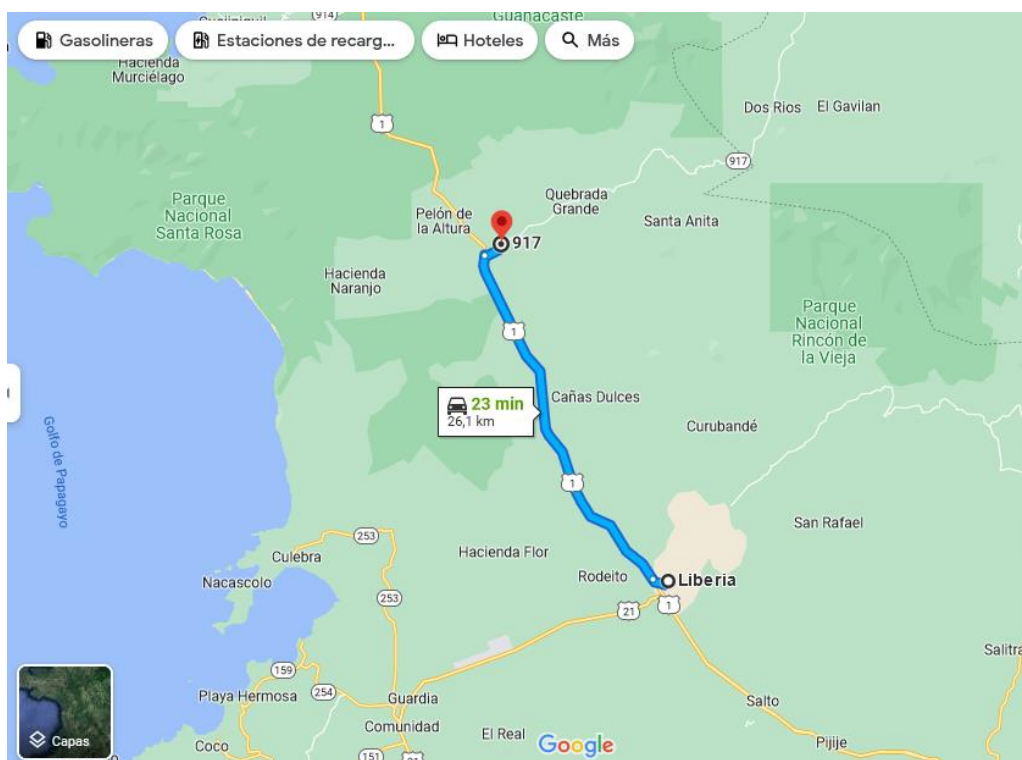 (914)
Guanacaste
Gasolineras
Estaciones de recarg...
Hoteles
Más
Hacienda
Murciélago
Dos Rios
El Gavilan
1
917
Parque
Nacional
Santa Rosa
Quebrada
Grande
Pelón de
la Altura
Santa Anita
917
Hacienda
Naranjo
Parque
Nacional
Rincón de
la Vieja
1
23 min
26,1 km
Cañas Dulces
Curubandé
Golfo de Papagayo
1
San Rafael
253
Hacienda Flor
Culebra
Rodeito
Liberia
Nacascolo
253
21
1
Salitra
159
Playa Hermosa
254
Guardia
Salto
Comunidad
El Real
Google
Pijije
Capas
Coco
151
21